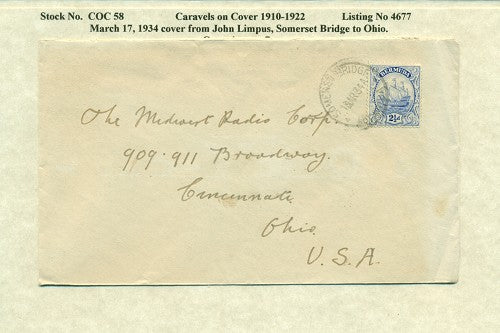 Stock No. COC 58 Caravels on Cover 1910-1922 Listing No 4677
March 17, 1934 cover from John Limpus, Somerset Bridge to Ohio.
BERMUDA
2½d
The Midwest Radio Corp.
909-911 Broadway.
Cincinnati
Ohio.
U.S.A.